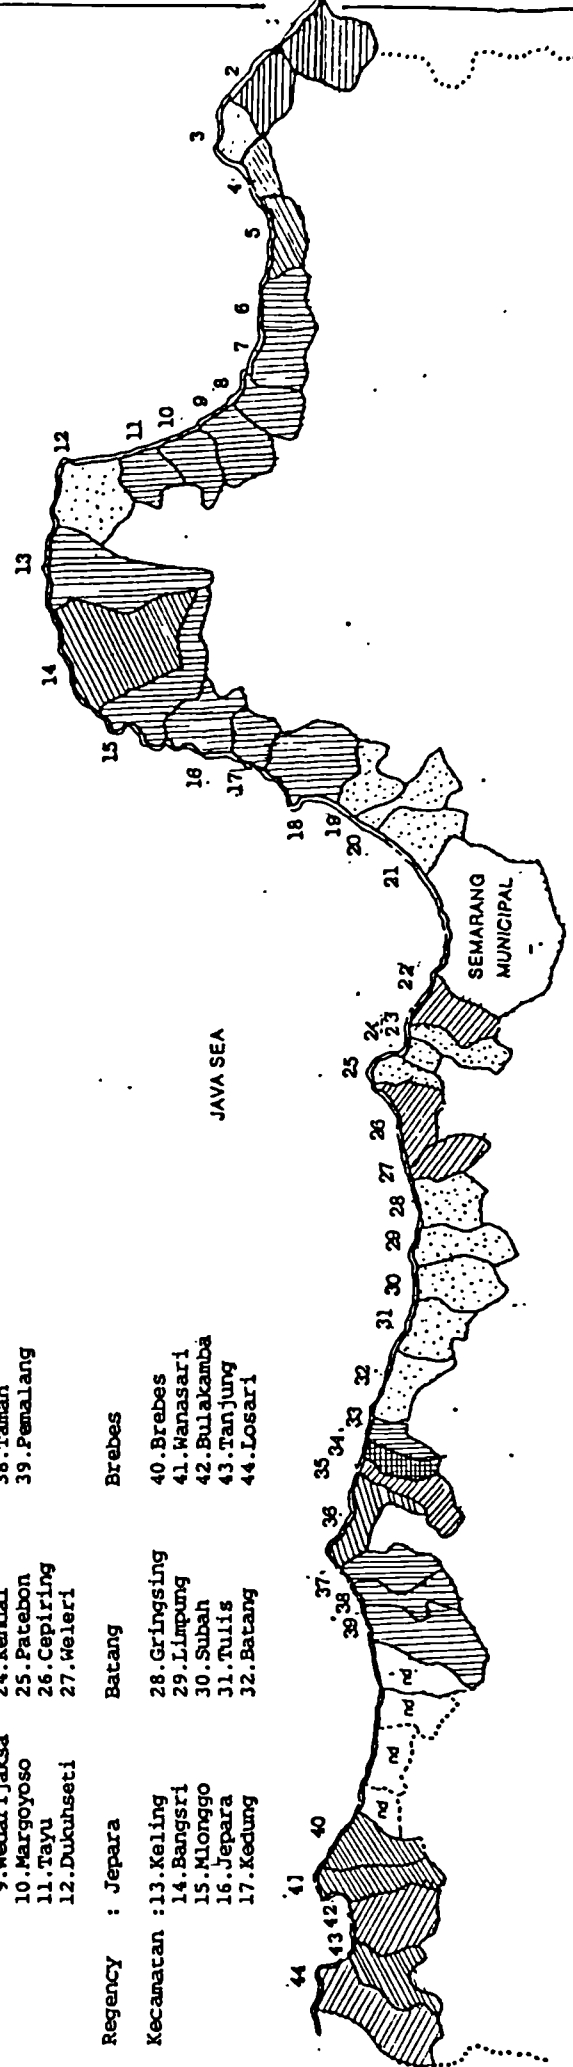 9.Wedarijaksa 24.Kendal 38.Taman
10.Margoyoso 25.Patebon 39.Pemalang
11.Tayu 26.Cepiring
12.Dukuhseti 27.Weleri
Regency : Jepara Batang Brebes
Kecamatan :13.Keling 28.Gringsing 40.Brebes
14.Bangsri 29.Limpung 41.Wanasari
15.Mlonggo 30.Subah 42.Bulakamba
16.Jepara 31.Tulis 43.Tanjung
17.Kedung 32.Batang 44.Losari
JAVA SEA
44
43
42
41
40
nd
nd
nd
nd
39
38
37
36
35
34
33
32
31
30
29
28
27
26
25
24
23
22
SEMARANG
MUNICIPAL
21
20
19
18
17
16
15
14
13
12
11
10
9
8
7
6
5
4
3
2